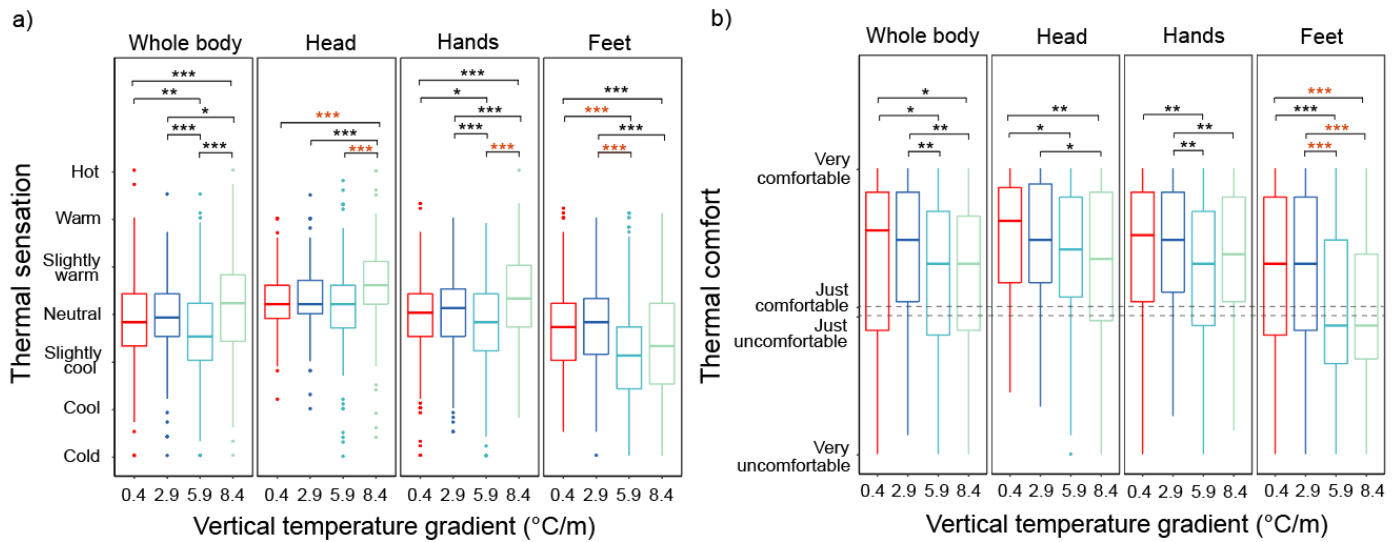 a)
Whole body
Head
Hands
Feet
***
**
*
***
***
***
***
***
***
*
***
***
***
***
***
***
***
Thermal sensation
Hot
Warm
Slightly
warm
Neutral
Slightly
cool
Cool
Cold
0.4 2.9 5.9 8.4
0.4 2.9 5.9 8.4
0.4 2.9 5.9 8.4
0.4 2.9 5.9 8.4
Vertical temperature gradient (°C/m)
b)
Whole body
Head
Hands
Feet
*
*
**
**
**
*
*
**
**
**
***
***
***
***
Thermal comfort
Very
comfortable
Just
comfortable
Just
uncomfortable
Very
uncomfortable
0.4 2.9 5.9 8.4
0.4 2.9 5.9 8.4
0.4 2.9 5.9 8.4
0.4 2.9 5.9 8.4
Vertical temperature gradient (°C/m)